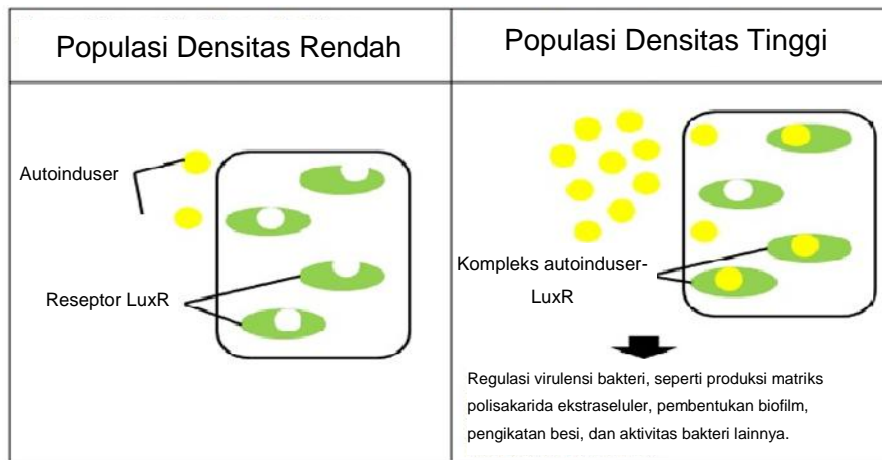 Populasi Densitas Rendah
Populasi Densitas Tinggi
Autoinduser
Reseptor LuxR
Kompleks autoinduser-
LuxR
Regulasi virulensi bakteri, seperti produksi matriks
polisakarida ekstraseluler, pembentukan biofilm,
pengikatan besi, dan aktivitas bakteri lainnya.